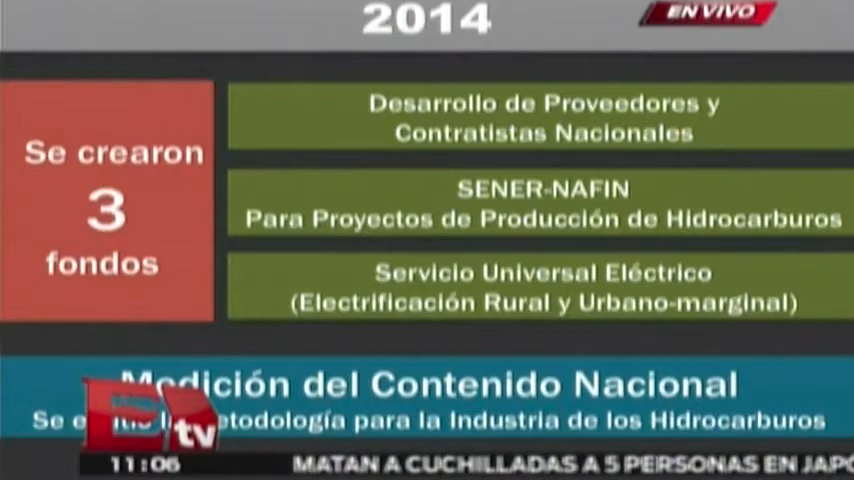 2014
EN VIVO
Se crearon
3
fondos
Desarrollo de Proveedores y
Contratistas Nacionales
SENER-NAFIN
Para Proyectos de Producción de Hidrocarburos
Servicio Universal Eléctrico
(Electrificación Rural y Urbano-marginal)
Medición del Contenido Nacional
Se etodología para la Industria de los Hidrocarburos
E tv
11:06
MATAN A CUCHILLADAS A 5 PERSONAS EN JAPÓ